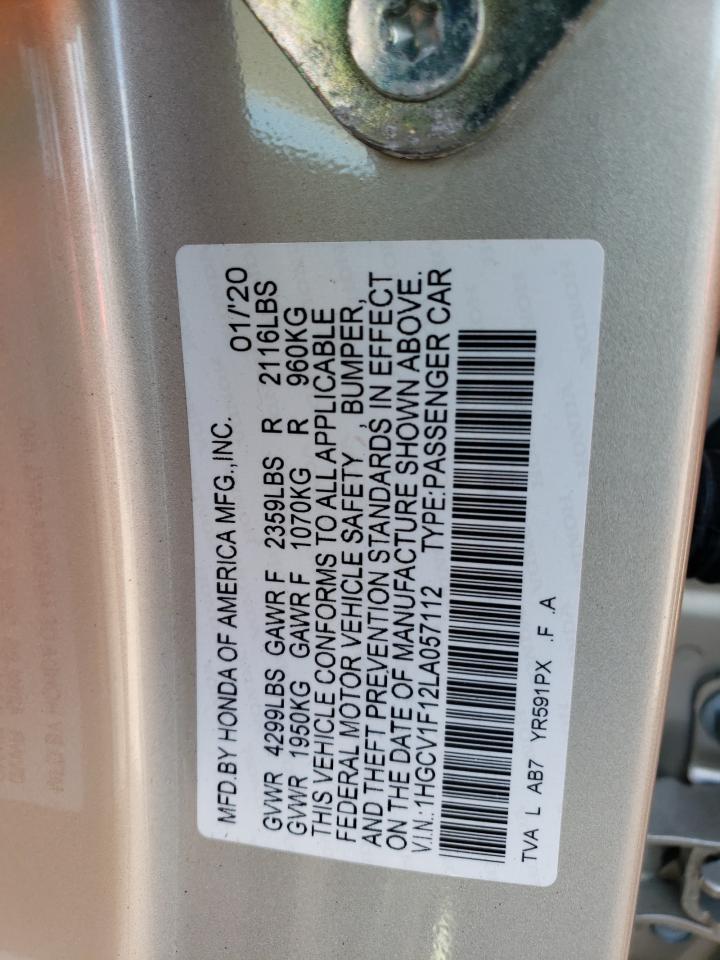 MFD.BY HONDA OF AMERICA MFG.,INC. 01/'20
GVWR 4299LBS GAWR F 2359LBS R 2116LBS
GVWR 1950KG GAWR F 1070KG R 960KG
THIS VEHICLE CONFORMS TO ALL APPLICABLE
FEDERAL MOTOR VEHICLE SAFETY , BUMPER,
AND THEFT PREVENTION STANDARDS IN EFFECT
ON THE DATE OF MANUFACTURE SHOWN ABOVE.
V.I.N.:1HGCV1F12LA057112 TYPE:PASSENGER CAR
TVA L AB7 YR591PX .F .A